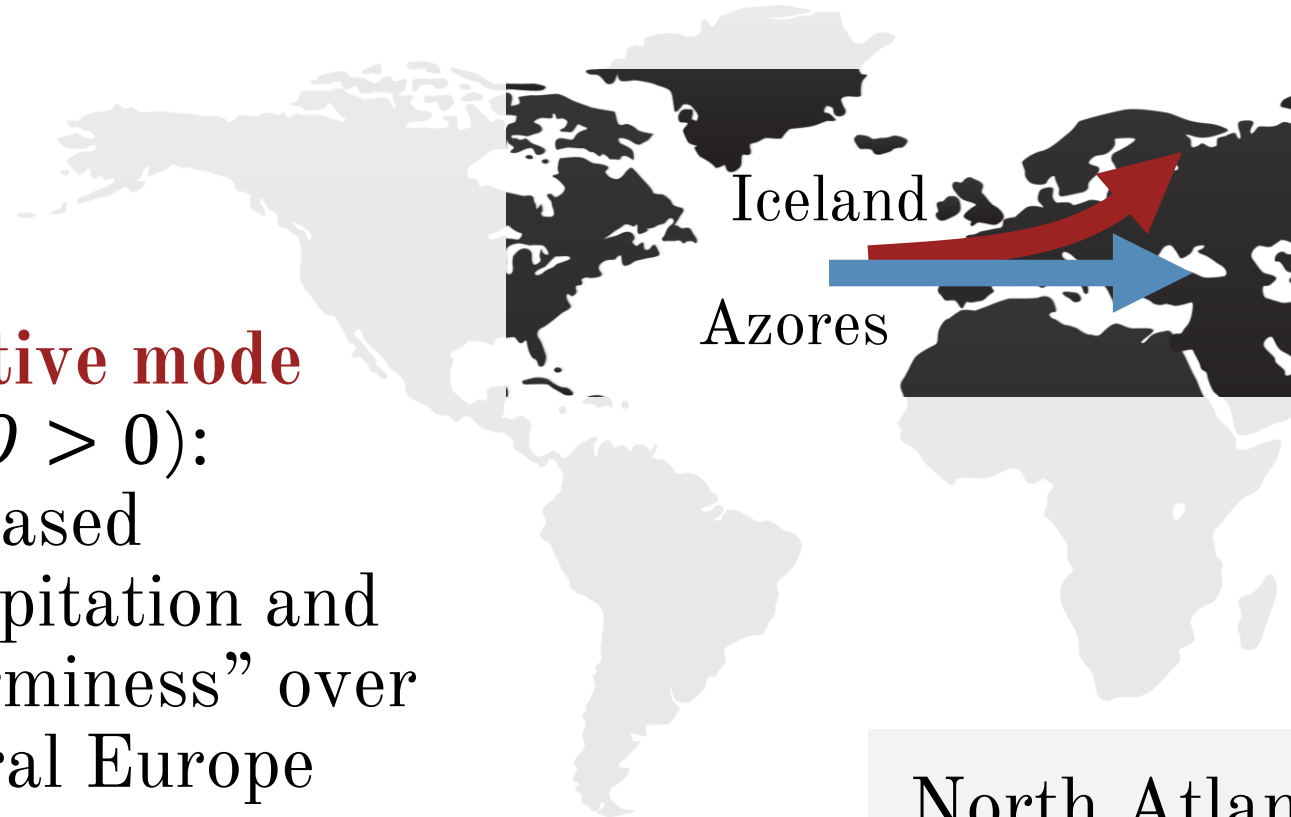 Iceland
Azores
tive mode
> 0):
ased
pitation and
rminess” over
ral Europe
North Atlan